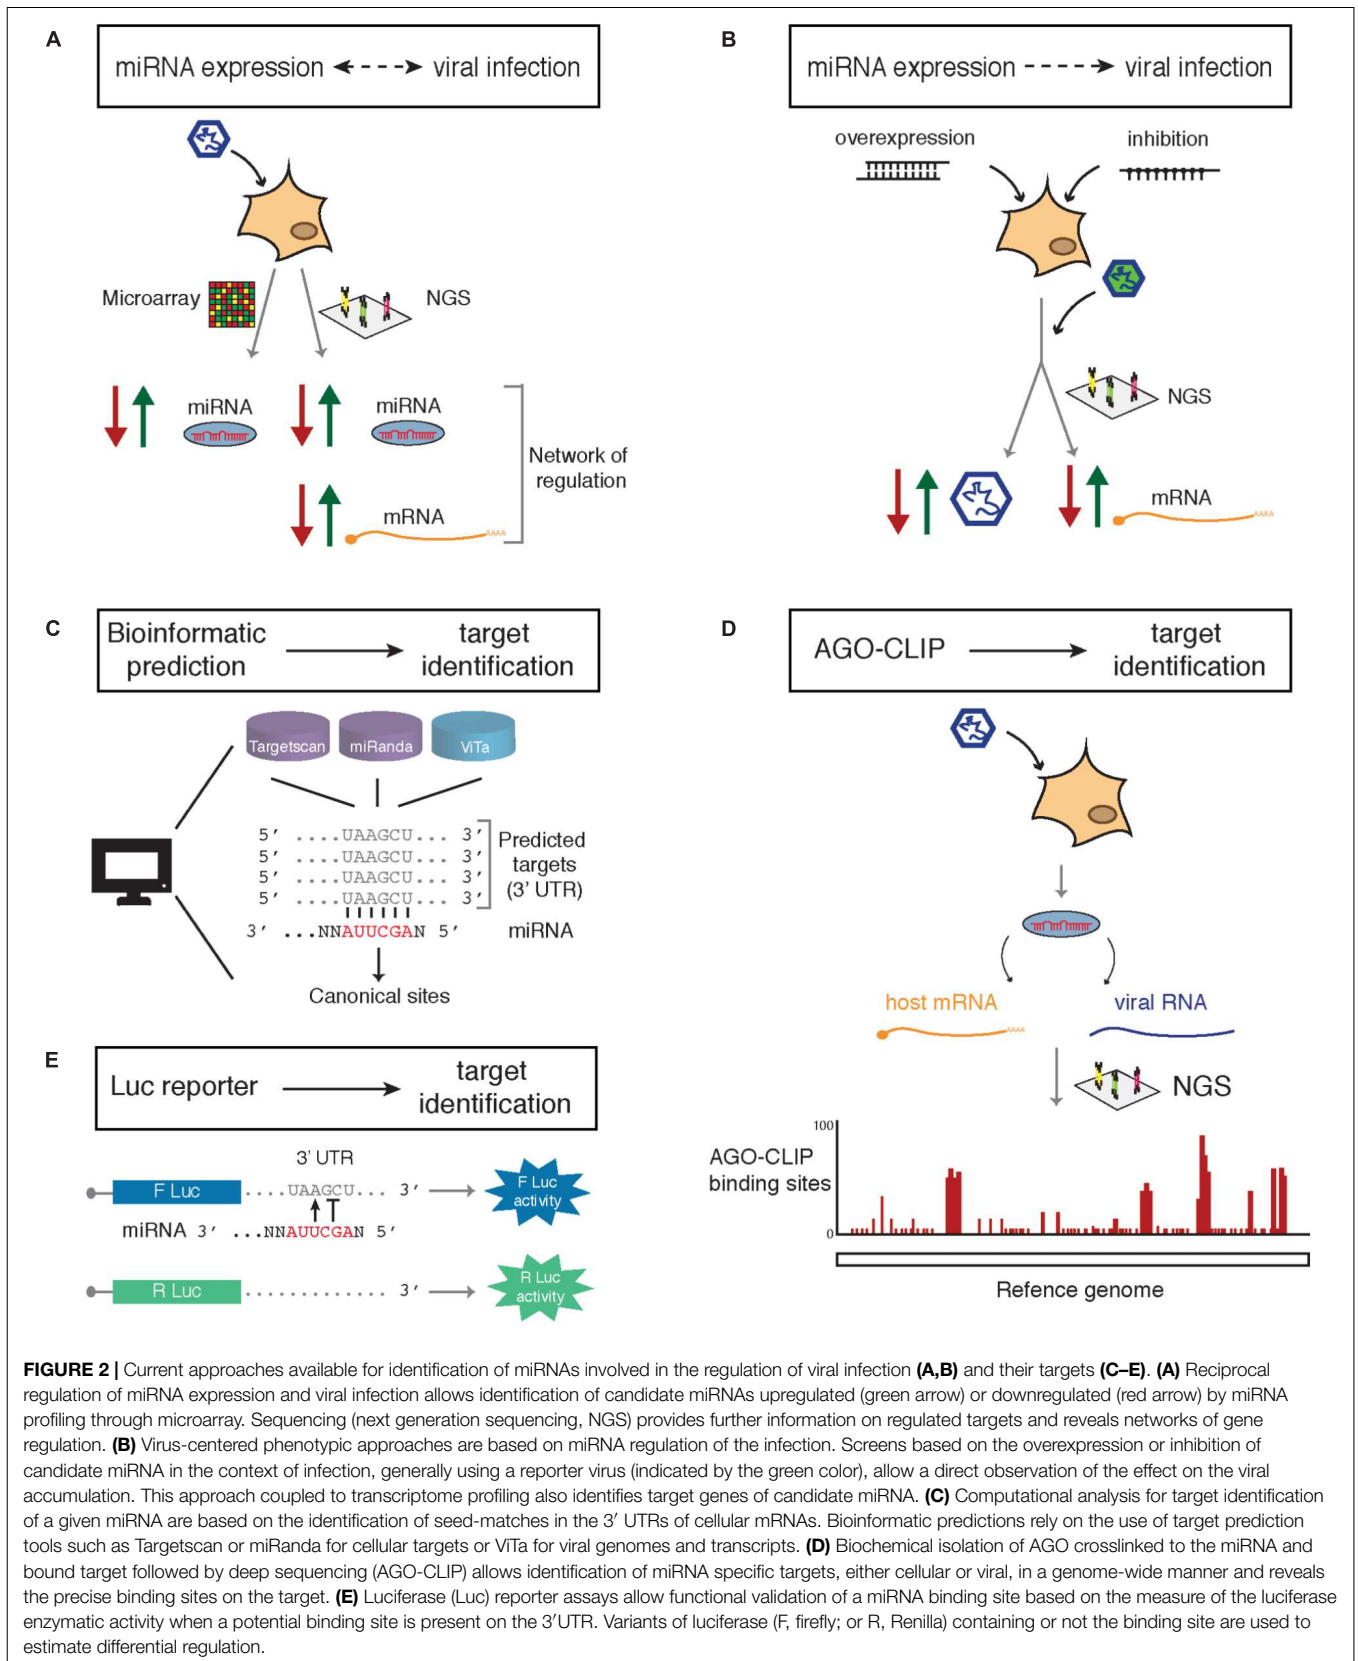 A
miRNA expression viral infection
Microarray
NGS
miRNA
miRNA
mRNA
AAAA
Network of
regulation
B
miRNA expression viral infection
overexpression
inhibition
NGS
mRNA
AAAA
C
Bioinformatic
prediction
target
identification
Targetscan miRanda ViTa
5′ ....UAAGCU... 3′
5′ ....UAAGCU... 3′
5′ ....UAAGCU... 3′
5′ ....UAAGCU... 3′
Predicted
targets
(3’ UTR)
3′ ...NNAUUCGAN 5′ miRNA
Canonical sites
D
AGO-CLIP
target
identification
host mRNA
AAAA
viral RNA
NGS
100
AGO-CLIP
binding sites
0
Refence genome
E
Luc reporter
target
identification
3’ UTR
F Luc ....UAAGCU... 3′
F Luc
activity
miRNA 3′ ...NNAUUCGAN 5′
R Luc ............. 3′
R Luc
activity
FIGURE 2 | Current approaches available for identification of miRNAs involved in the regulation of viral infection (A,B) and their targets (C–E). (A) Reciprocal
regulation of miRNA expression and viral infection allows identification of candidate miRNAs upregulated (green arrow) or downregulated (red arrow) by miRNA
profiling through microarray. Sequencing (next generation sequencing, NGS) provides further information on regulated targets and reveals networks of gene
regulation. (B) Virus-centered phenotypic approaches are based on miRNA regulation of the infection. Screens based on the overexpression or inhibition of
candidate miRNA in the context of infection, generally using a reporter virus (indicated by the green color), allow a direct observation of the effect on the viral
accumulation. This approach coupled to transcriptome profiling also identifies target genes of candidate miRNA. (C) Computational analysis for target identification
of a given miRNA are based on the identification of seed-matches in the 3′ UTRs of cellular mRNAs. Bioinformatic predictions rely on the use of target prediction
tools such as Targetscan or miRanda for cellular targets or ViTa for viral genomes and transcripts. (D) Biochemical isolation of AGO crosslinked to the miRNA and
bound target followed by deep sequencing (AGO-CLIP) allows identification of miRNA specific targets, either cellular or viral, in a genome-wide manner and reveals
the precise binding sites on the target. (E) Luciferase (Luc) reporter assays allow functional validation of a miRNA binding site based on the measure of the luciferase
enzymatic activity when a potential binding site is present on the 3′UTR. Variants of luciferase (F, firefly; or R, Renilla) containing or not the binding site are used to
estimate differential regulation.